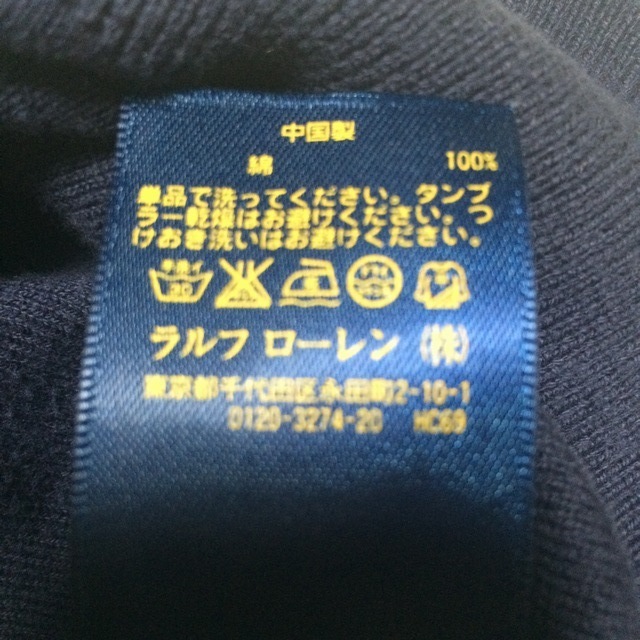 中国製
綿 100%
単品で洗ってください。タンブ
ラー乾燥はお避けください。つ
けおき洗いはお避けください。
ラルフ ローレン (株)
東京都千代田区永田町2-10-1
0120-3274-20 HC69